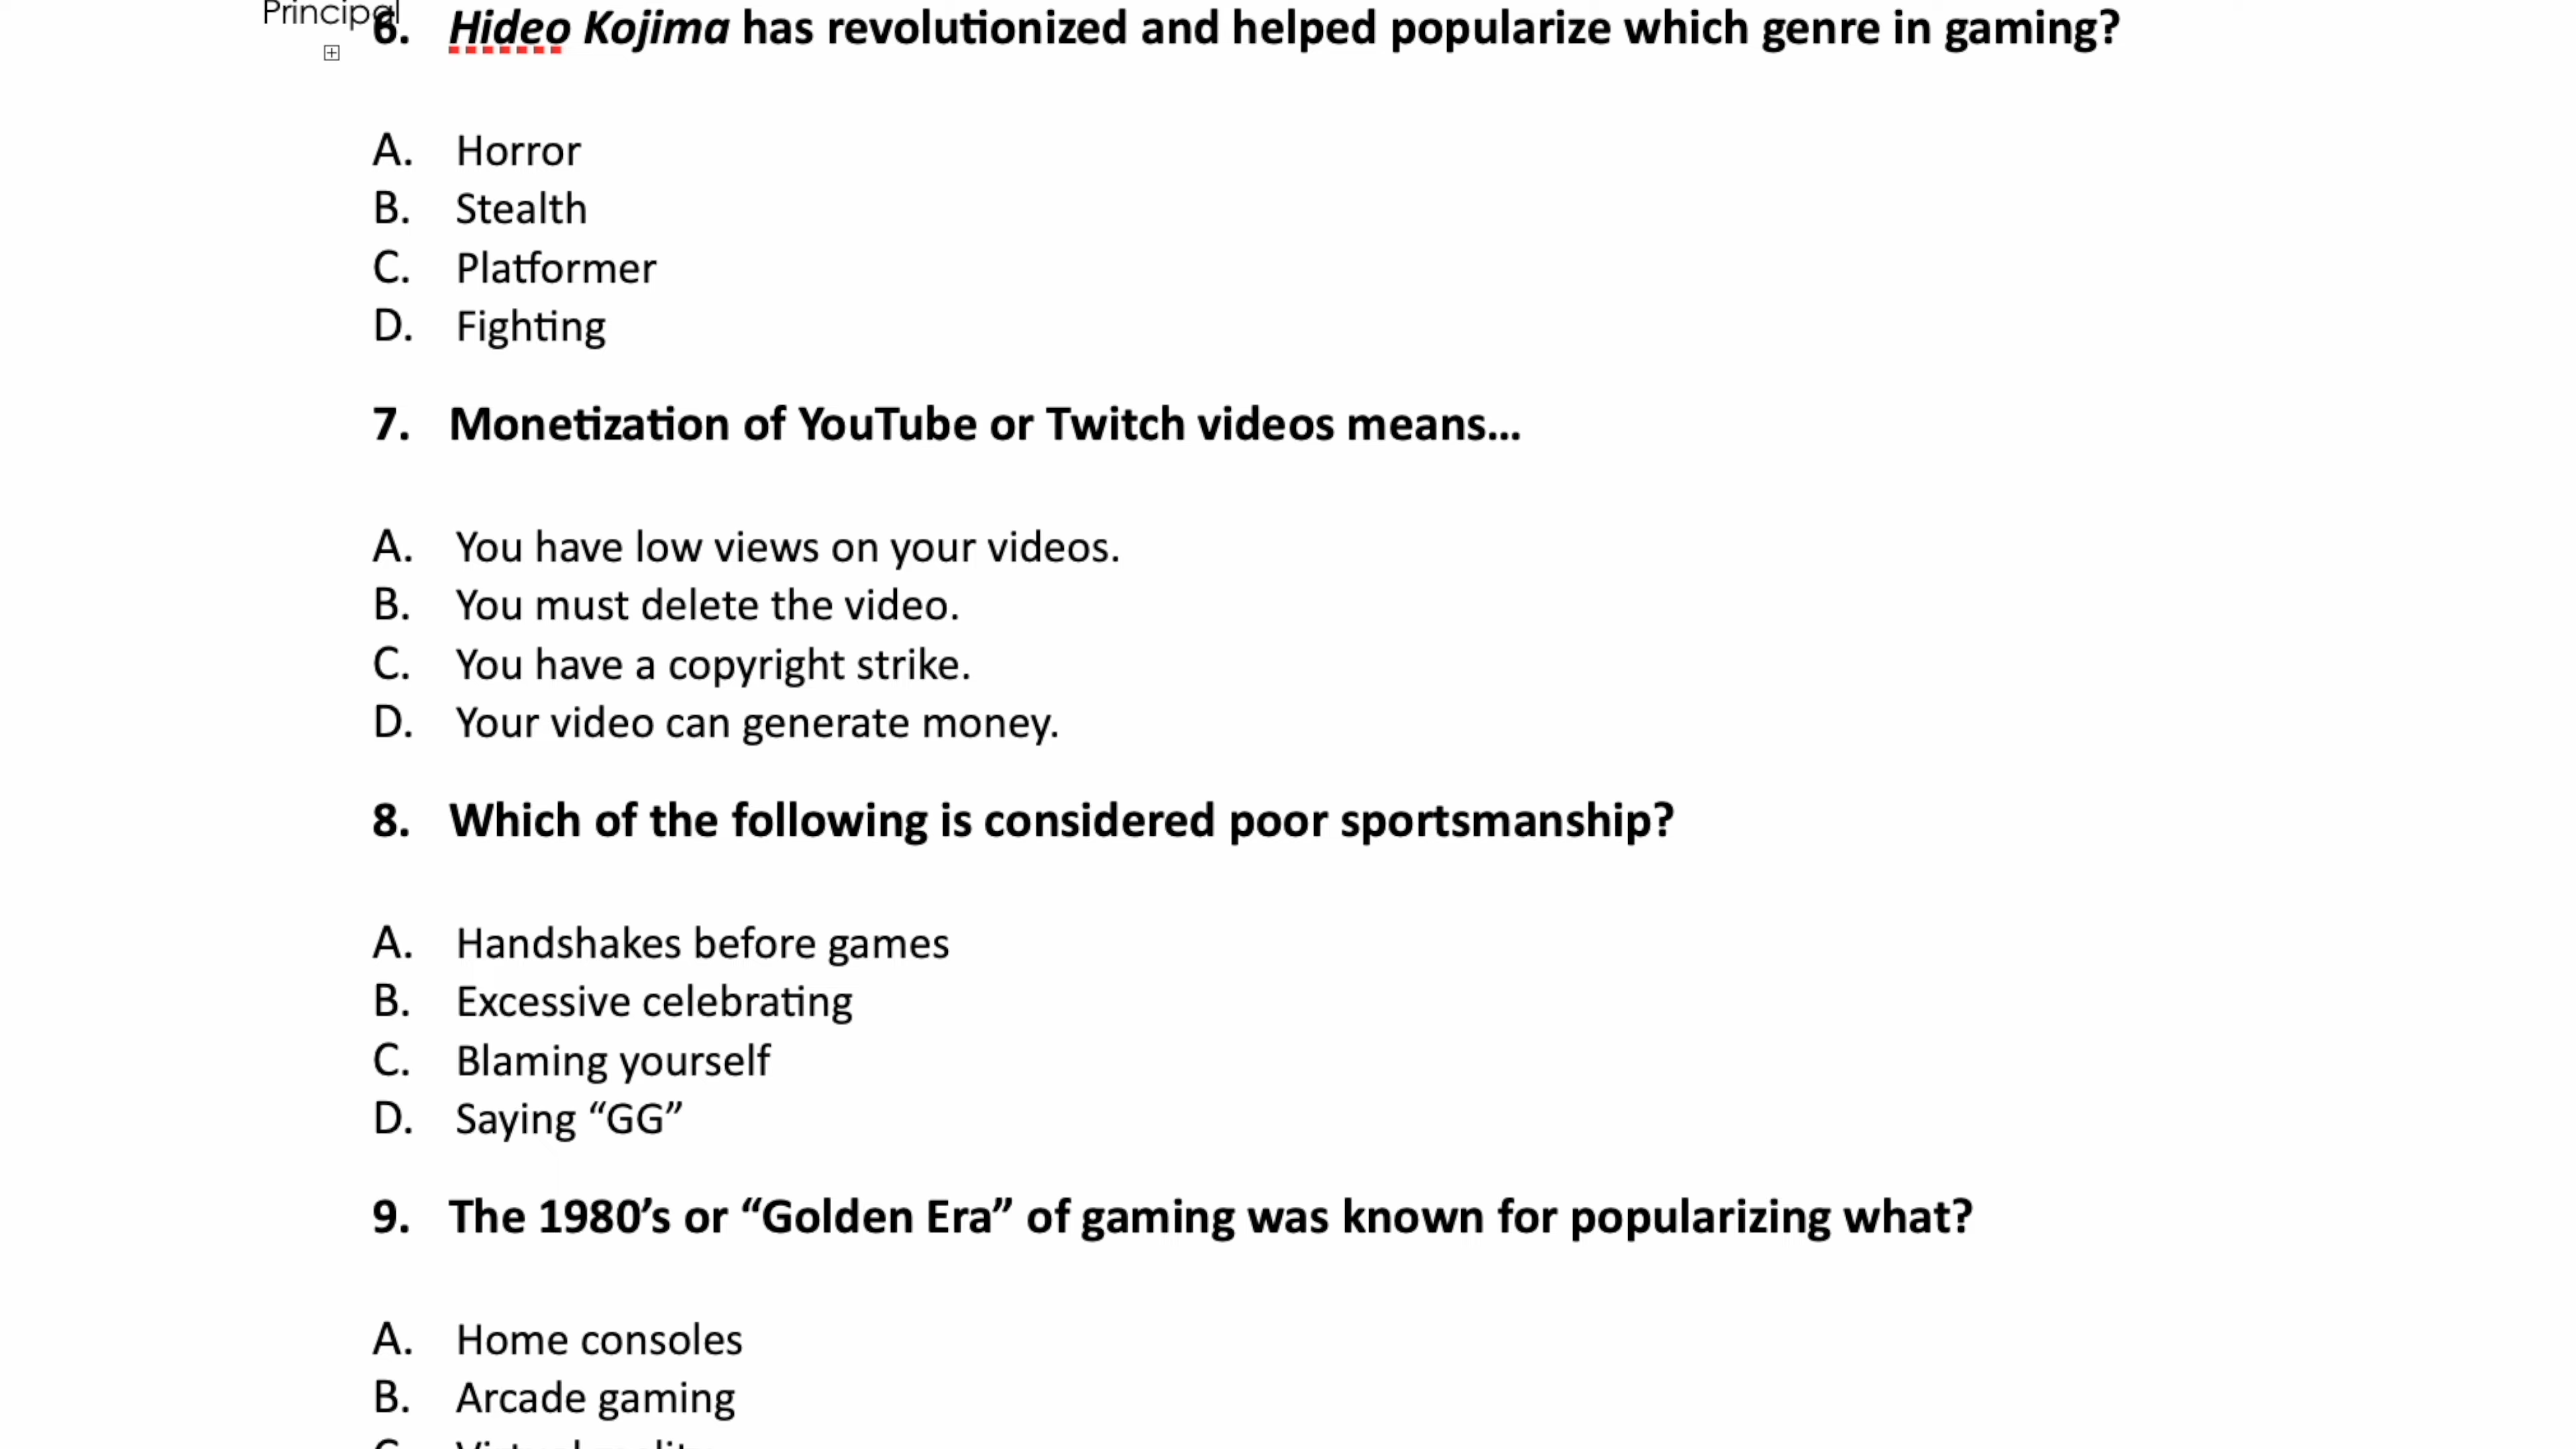 Principal
6. Hideo Kojima has revolutionized and helped popularize which genre in gaming?
A. Horror
B. Stealth
C. Platformer
D. Fighting
7. Monetization of YouTube or Twitch videos means...
A. You have low views on your videos.
B. You must delete the video.
C. You have a copyright strike.
D. Your video can generate money.
8. Which of the following is considered poor sportsmanship?
A. Handshakes before games
B. Excessive celebrating
C. Blaming yourself
D. Saying “GG”
9. The 1980’s or “Golden Era” of gaming was known for popularizing what?
A. Home consoles
B. Arcade gaming